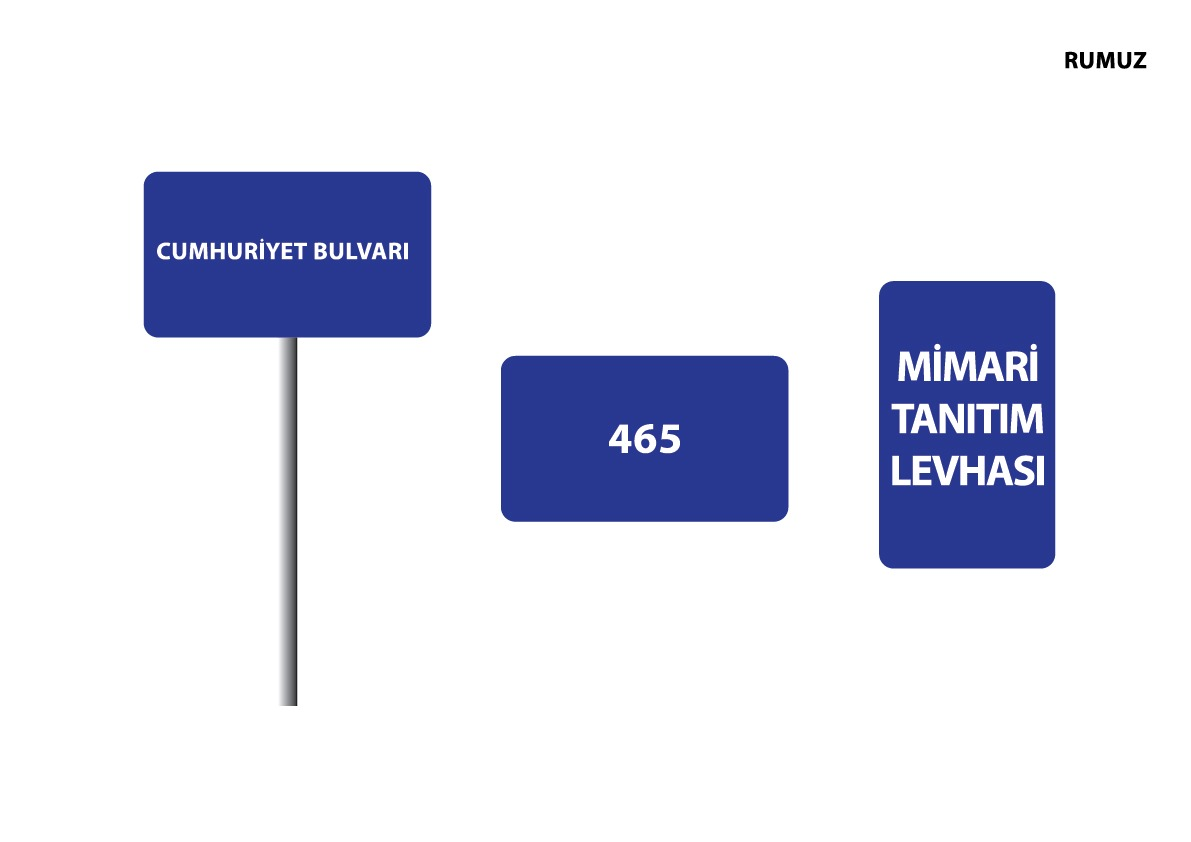 RUMUZ
CUMHURİYET BULVARI
465
MİMARİ
TANITIM
LEVHASI